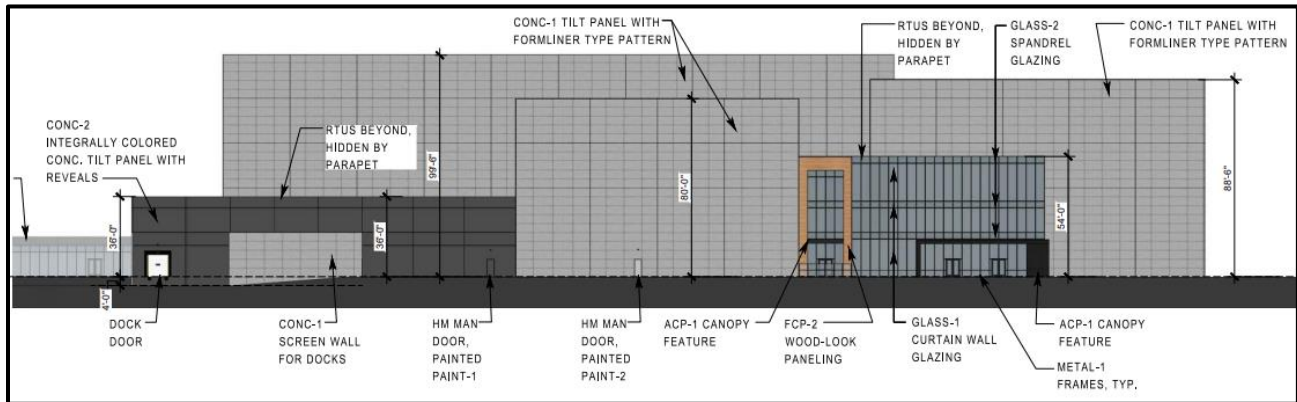 CONC-1 TILT PANEL WITH
FORMLINER TYPE PATTERN
RTUS BEYOND,
HIDDEN BY
PARAPET
GLASS-2
SPANDREL
GLAZING
CONC-1 TILT PANEL WITH
FORMLINER TYPE PATTERN
CONC-2
INTEGRALLY COLORED
CONC. TILT PANEL WITH
REVEALS
RTUS BEYOND,
HIDDEN BY
PARAPET
99'-6"
80'-0"
88'-6"
36'-0"
36'-0"
54'-0"
4'-0"
DOCK
DOOR
CONC-1
SCREEN WALL
FOR DOCKS
HM MAN
DOOR,
PAINTED
PAINT-1
HM MAN
DOOR,
PAINTED
PAINT-2
ACP-1 CANOPY
FEATURE
FCP-2
WOOD-LOOK
PANELING
GLASS-1
CURTAIN WALL
GLAZING
METAL-1
FRAMES, TYP.
ACP-1 CANOPY
FEATURE